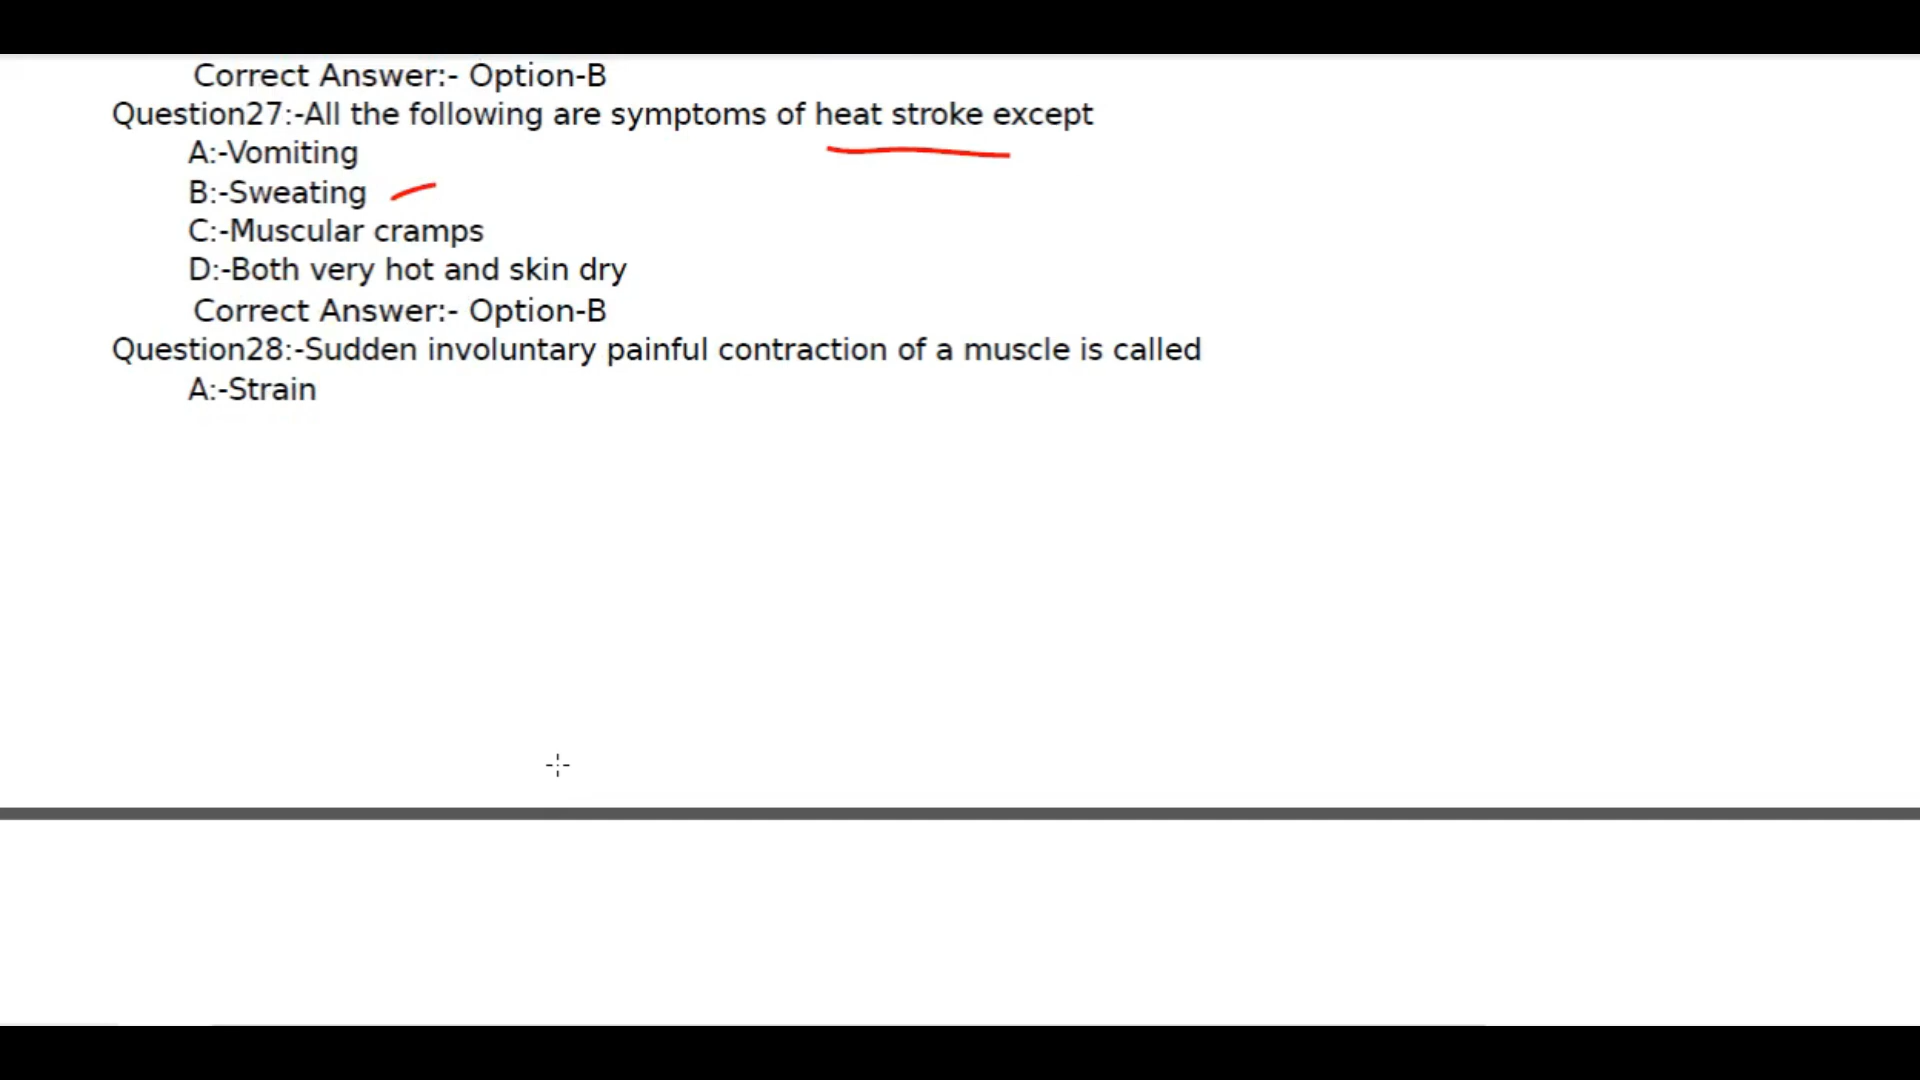 Correct Answer:- Option-B
Question27:-All the following are symptoms of heat stroke except
A:-Vomiting
B:-Sweating
C:-Muscular cramps
D:-Both very hot and skin dry
Correct Answer:- Option-B
Question28:-Sudden involuntary painful contraction of a muscle is called
A:-Strain